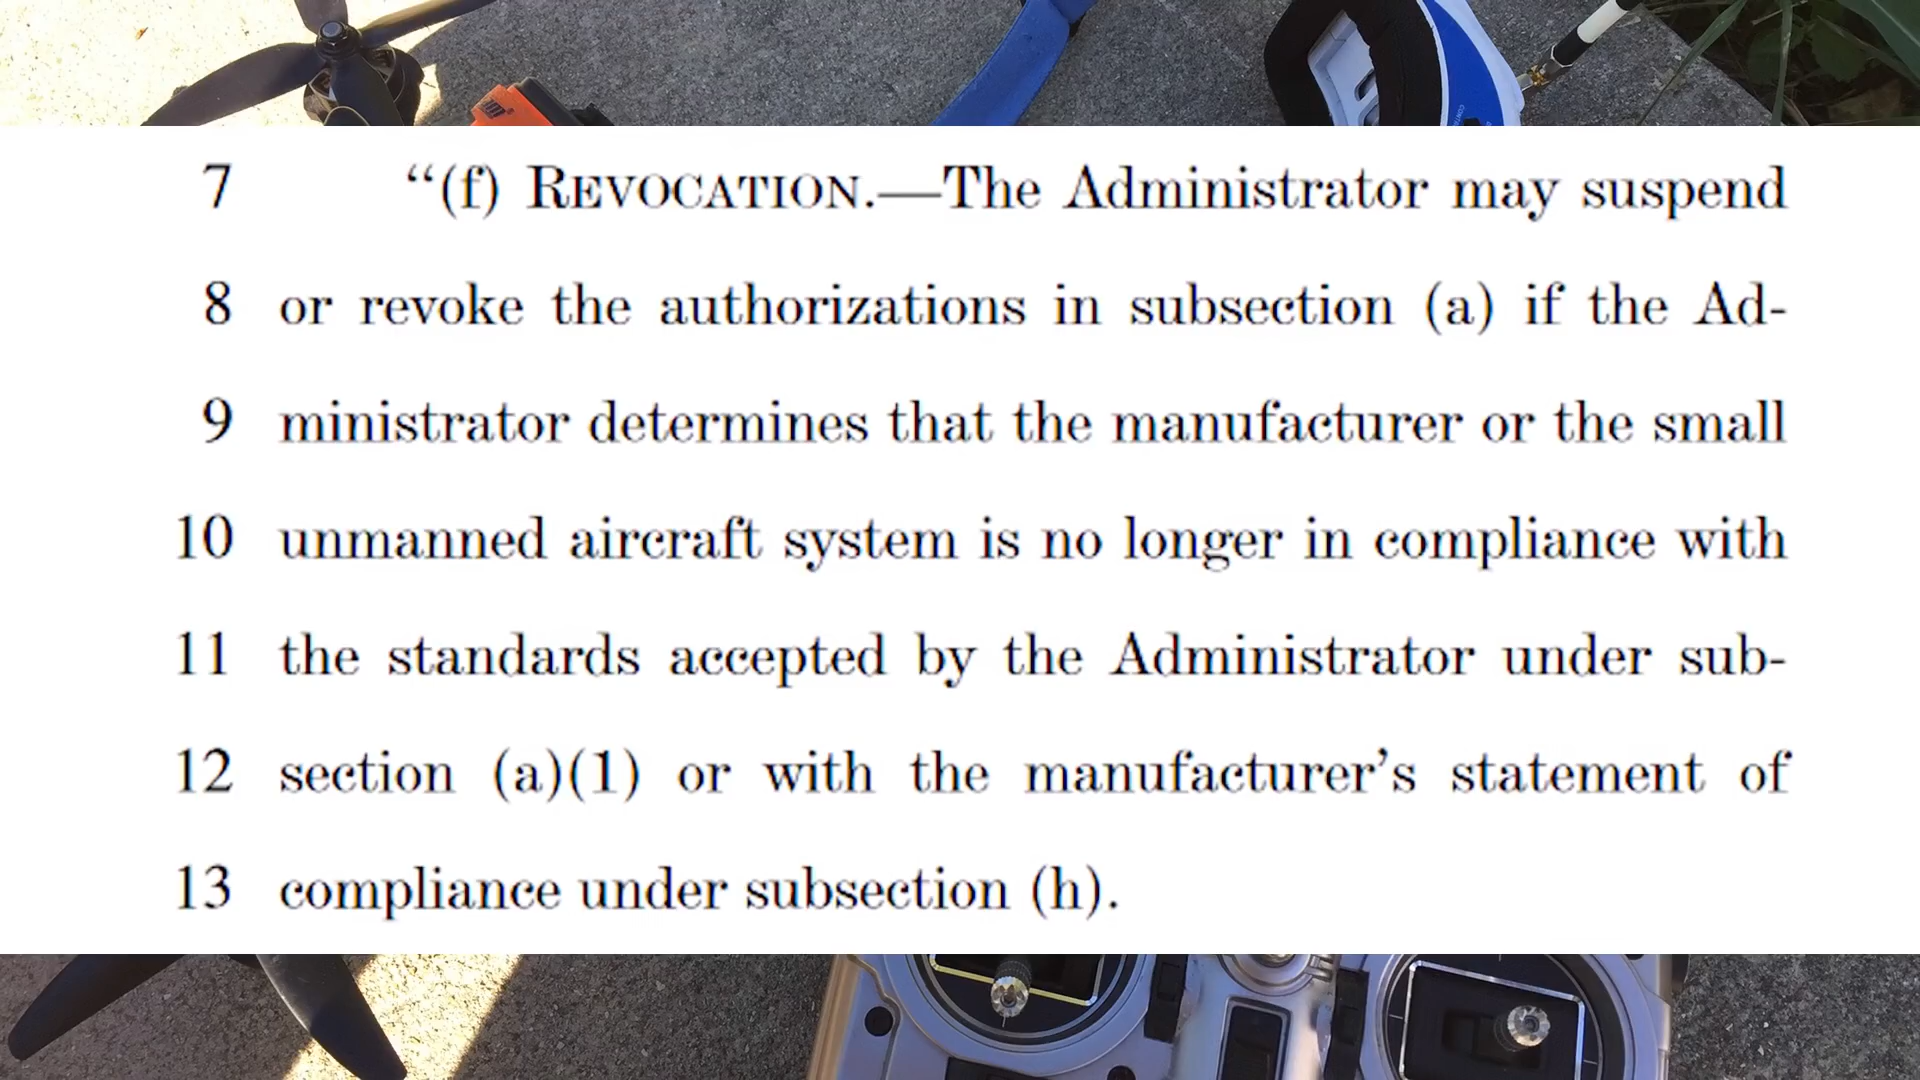 7 “(f) REVOCATION.—The Administrator may suspend
8 or revoke the authorizations in subsection (a) if the Ad-
9 ministrator determines that the manufacturer or the small
10 unmanned aircraft system is no longer in compliance with
11 the standards accepted by the Administrator under sub-
12 section (a)(1) or with the manufacturer’s statement of
13 compliance under subsection (h).